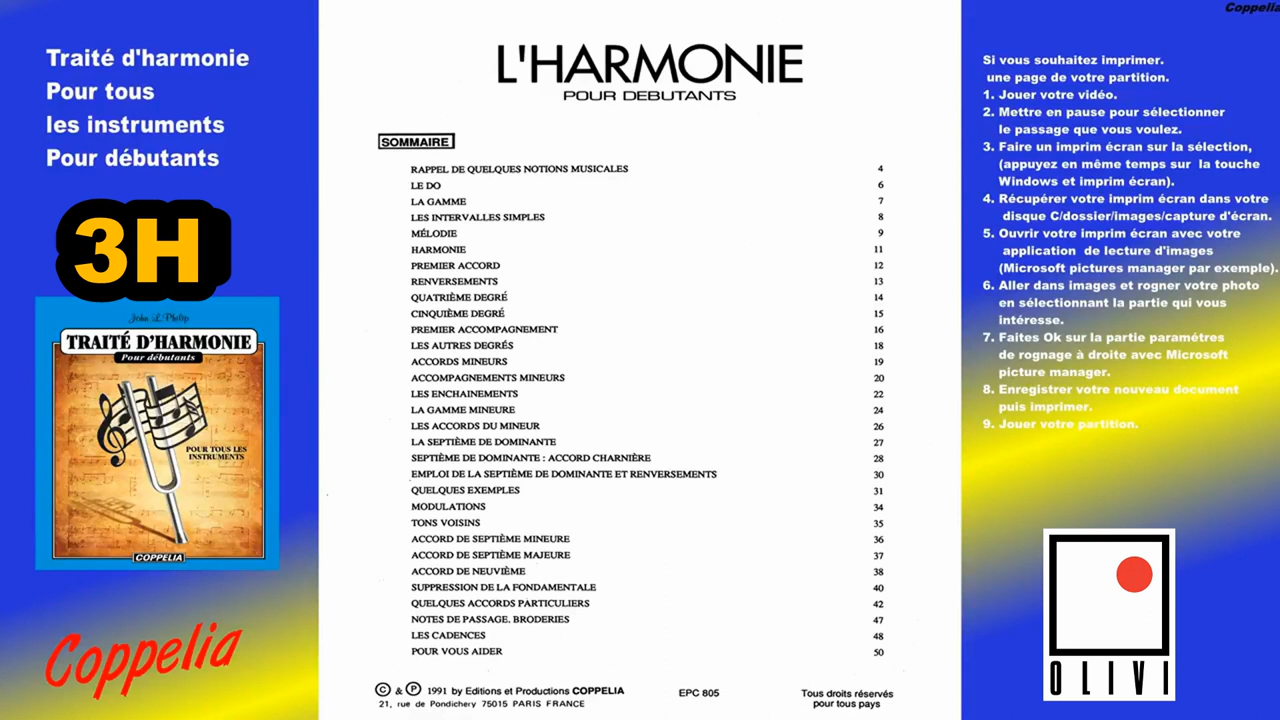 Traité d'harmonie
Pour tous
les instruments
Pour débutants
3H
John L. Philip
TRAITÉ D'HARMONIE
Pour débutants
POUR TOUS LES
INSTRUMENTS
COPPELIA
Coppelia
L'HARMONIE
POUR DEBUTANTS
SOMMAIRE
RAPPEL DE QUELQUES NOTIONS MUSICALES 4
LE DO 6
LA GAMME 7
LES INTERVALLES SIMPLES 8
MÉLODIE 9
HARMONIE 11
PREMIER ACCORD 12
RENVERSEMENTS 13
QUATRIÈME DEGRÉ 14
CINQUIÈME DEGRÉ 15
PREMIER ACCOMPAGNEMENT 16
LES AUTRES DEGRÉS 18
ACCORDS MINEURS 19
ACCOMPAGNEMENTS MINEURS 20
LES ENCHAINEMENTS 22
LA GAMME MINEURE 24
LES ACCORDS DU MINEUR 26
LA SEPTIÈME DE DOMINANTE 27
SEPTIÈME DE DOMINANTE : ACCORD CHARNIÈRE 28
EMPLOI DE LA SEPTIÈME DE DOMINANTE ET RENVERSEMENTS 30
QUELQUES EXEMPLES 31
MODULATIONS 34
TONS VOISINS 35
ACCORD DE SEPTIÈME MINEURE 36
ACCORD DE SEPTIÈME MAJEURE 37
ACCORD DE NEUVIÈME 38
SUPPRESSION DE LA FONDAMENTALE 40
QUELQUES ACCORDS PARTICULIERS 42
NOTES DE PASSAGE. BRODERIES 47
LES CADENCES 48
POUR VOUS AIDER 50
© & ℗ 1991 by Editions et Productions COPPELIA
21, rue de Pondichery 75015 PARIS FRANCE
EPC 805
Tous droits réservés
pour tous pays
Coppelia
Si vous souhaitez imprimer.
une page de votre partition.
1. Jouer votre vidéo.
2. Mettre en pause pour sélectionner
le passage que vous voulez.
3. Faire un imprim écran sur la sélection,
(appuyez en même temps sur la touche
Windows et imprim écran).
4. Récupérer votre imprim écran dans votre
disque C/dossier/images/capture d'écran.
5. Ouvrir votre imprim écran avec votre
application de lecture d'images
(Microsoft pictures manager par exemple).
6. Aller dans images et rogner votre photo
en sélectionnant la partie qui vous
intéresse.
7. Faites Ok sur la partie paramétres
de rognage à droite avec Microsoft
picture manager.
8. Enregistrer votre nouveau document
puis imprimer.
9. Jouer votre partition.
OLIVI